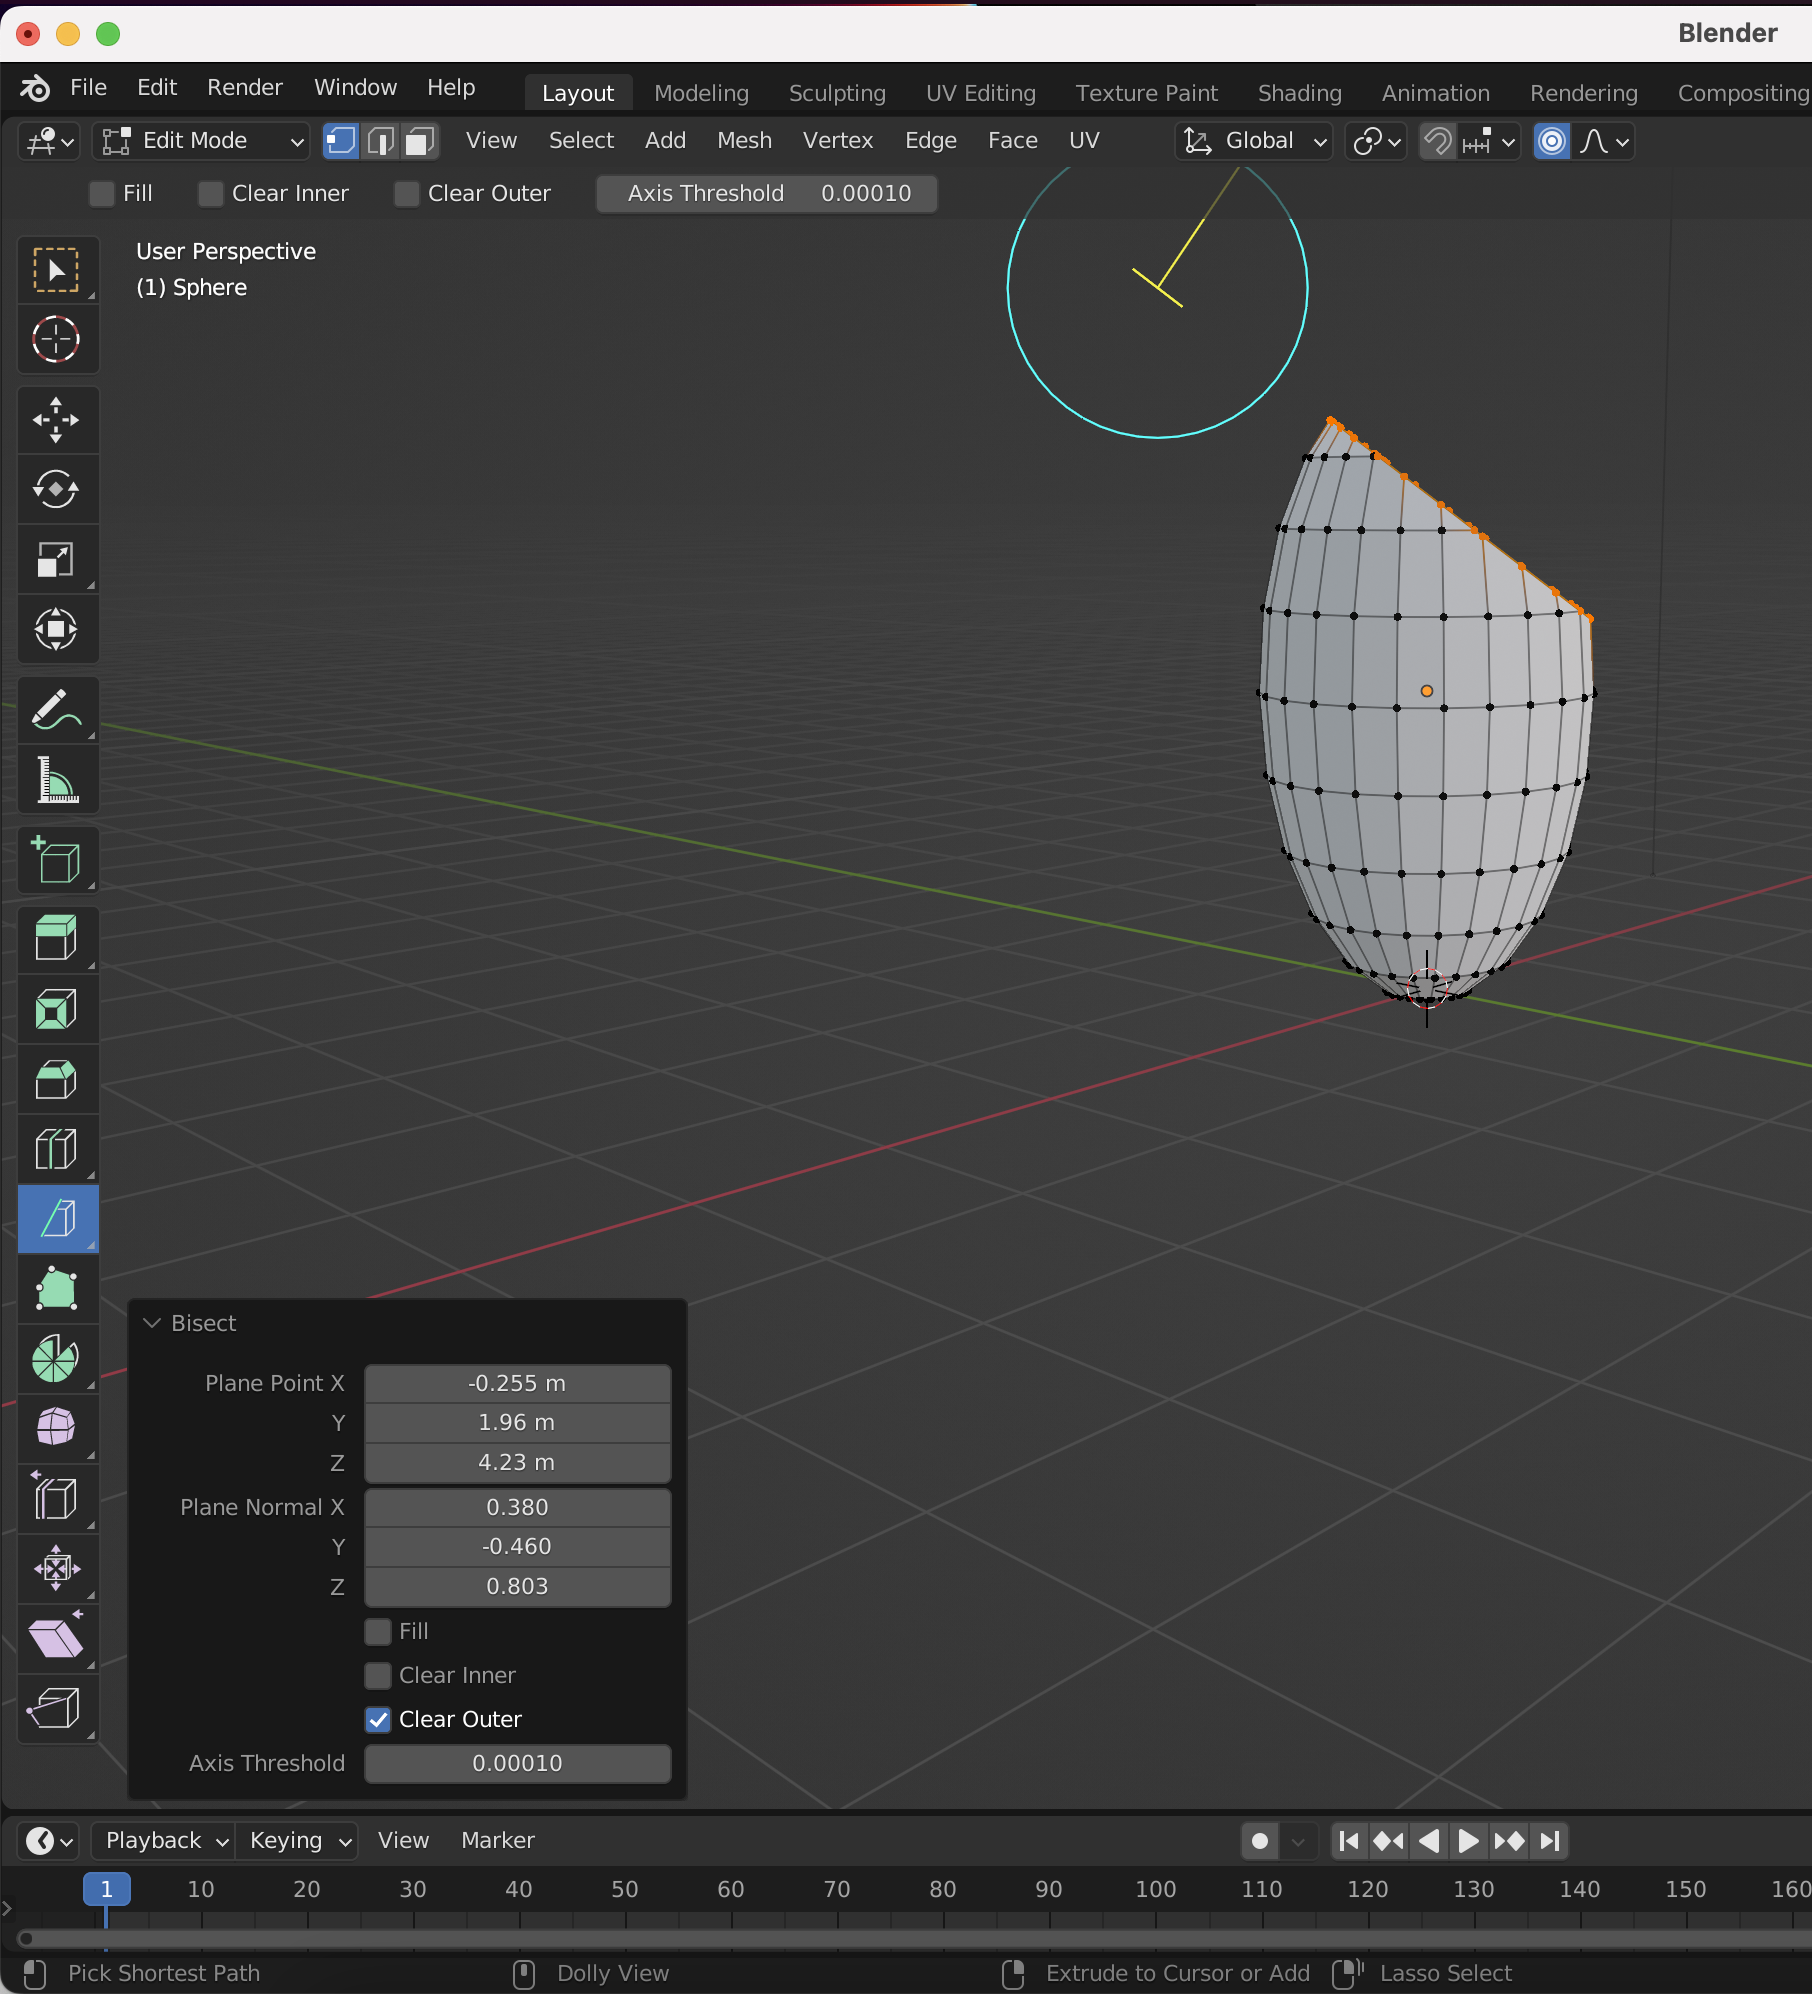 Blender
File Edit Render Window Help Layout Modeling Sculpting UV Editing Texture Paint Shading Animation Rendering Compositing
Edit Mode View Select Add Mesh Vertex Edge Face UV Global
Fill Clear Inner Clear Outer Axis Threshold 0.00010
User Perspective
(1) Sphere
Bisect
Plane Point X -0.255 m
Y 1.96 m
Z 4.23 m
Plane Normal X 0.380
Y -0.460
Z 0.803
Fill
Clear Inner
Clear Outer
Axis Threshold 0.00010
Playback Keying View Marker
1 10 20 30 40 50 60 70 80 90 100 110 120 130 140 150 160
Pick Shortest Path Dolly View Extrude to Cursor or Add Lasso Select